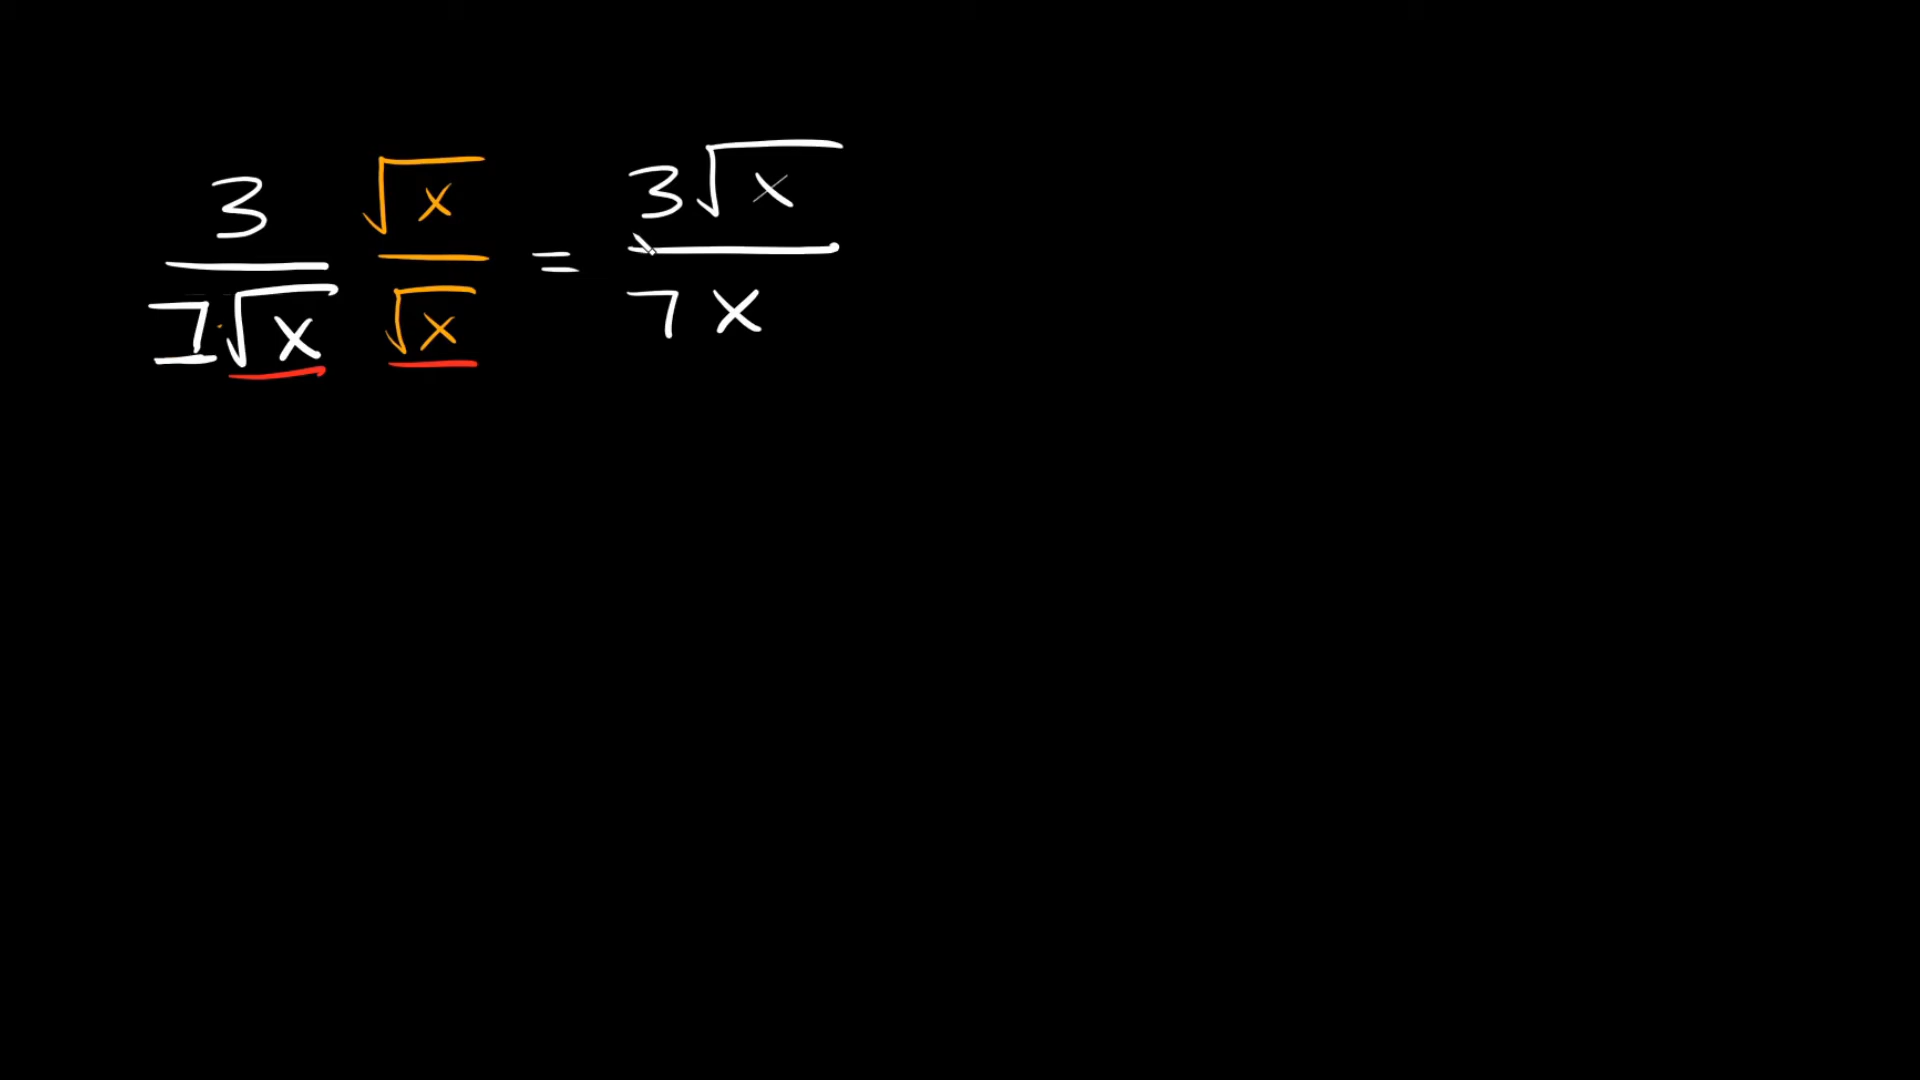 3/(7·√x) √x/√x = 3√x/(7x)